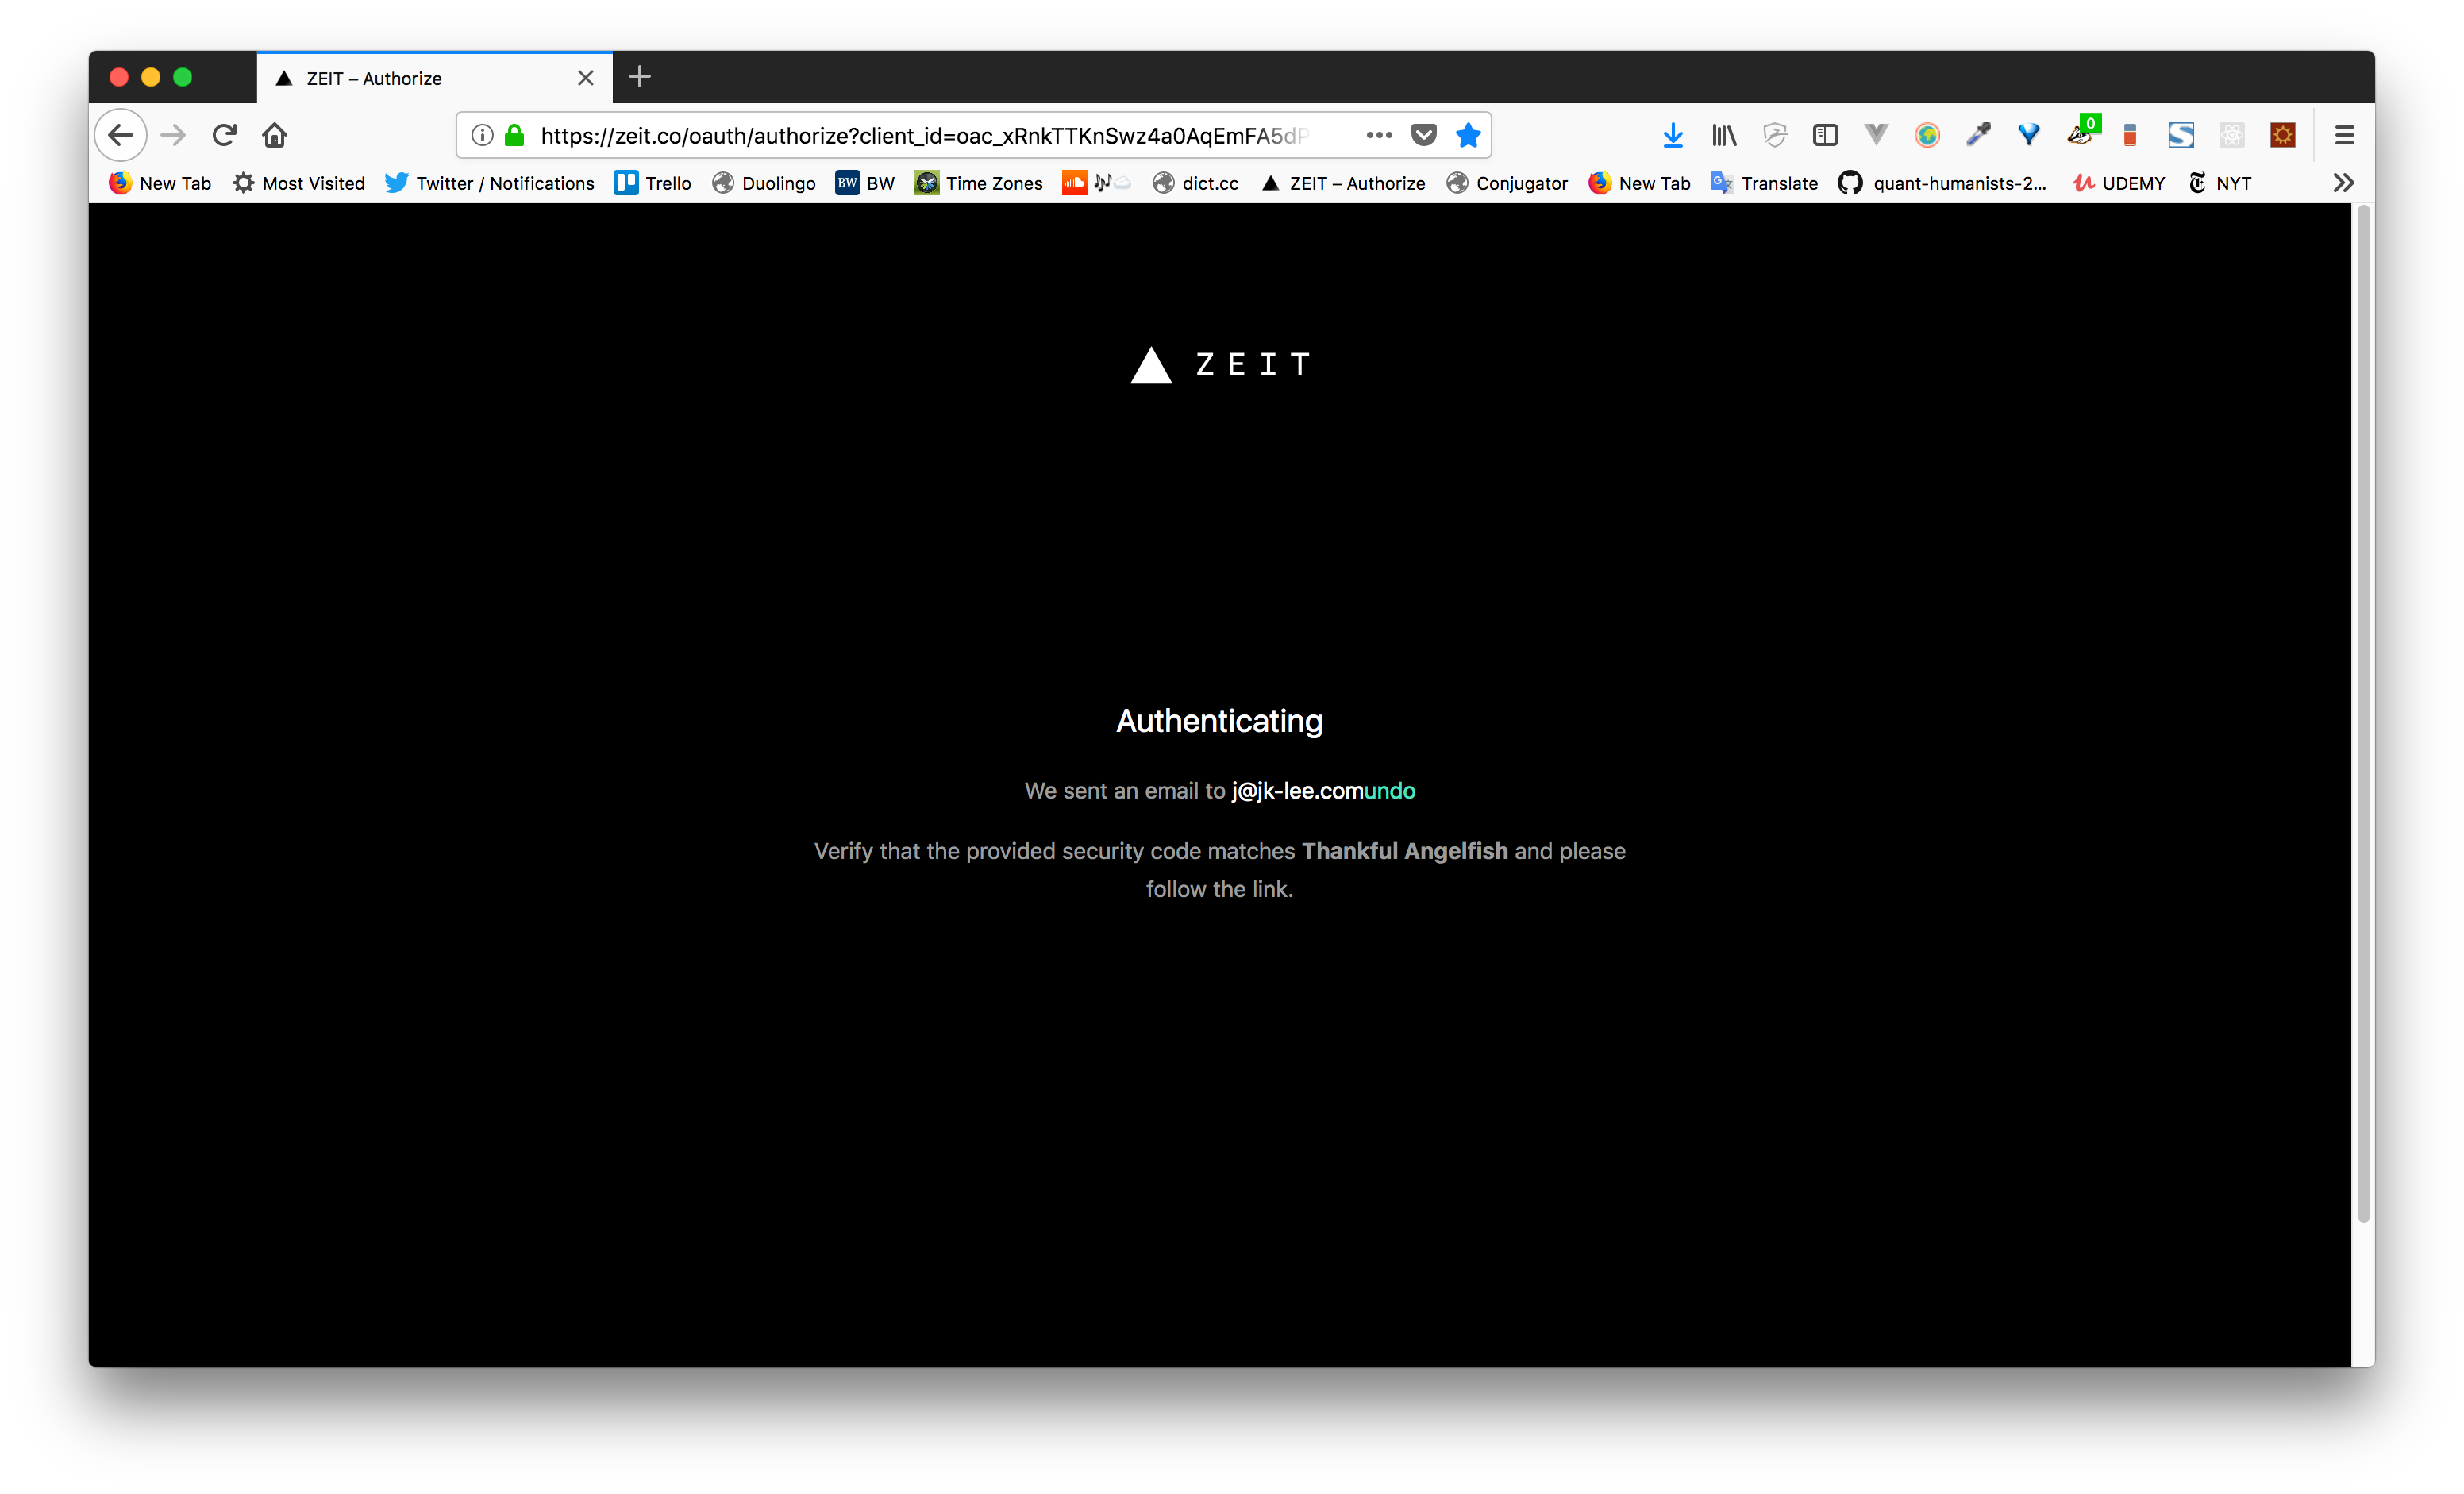 ZEIT – Authorize
https://zeit.co/oauth/authorize?client_id=oac_xRnkTTKnSwz4a0AqEmFA5dP
0
New Tab Most Visited Twitter / Notifications Trello Duolingo BW BW Time Zones dict.cc ZEIT – Authorize Conjugator New Tab Translate quant-humanists-2... UDEMY NYT
ZEIT
Authenticating
We sent an email to j@jk-lee.comundo
Verify that the provided security code matches Thankful Angelfish and please
follow the link.